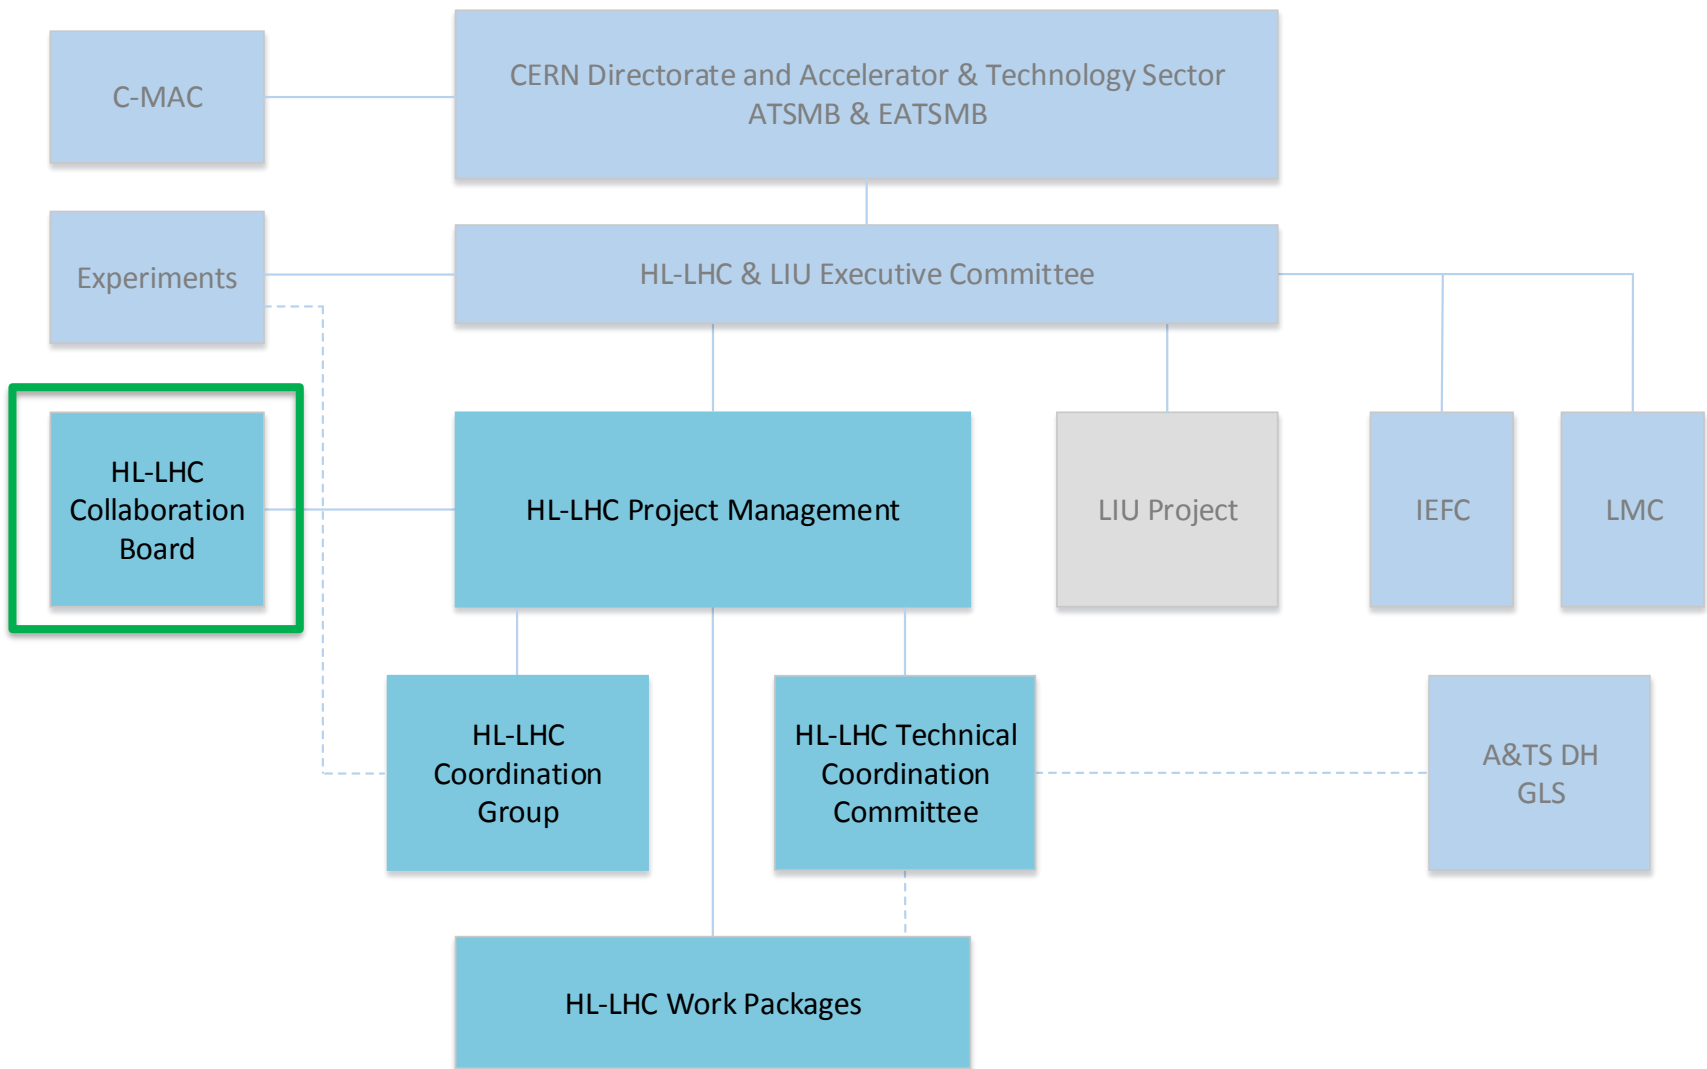 C-MAC
CERN Directorate and Accelerator & Technology Sector
ATSMB & EATSMB
Experiments
HL-LHC & LIU Executive Committee
HL-LHC
Collaboration
Board
HL-LHC Project Management
LIU Project
IEFC
LMC
HL-LHC
Coordination
Group
HL-LHC Technical
Coordination
Committee
A&TS DH
GLS
HL-LHC Work Packages